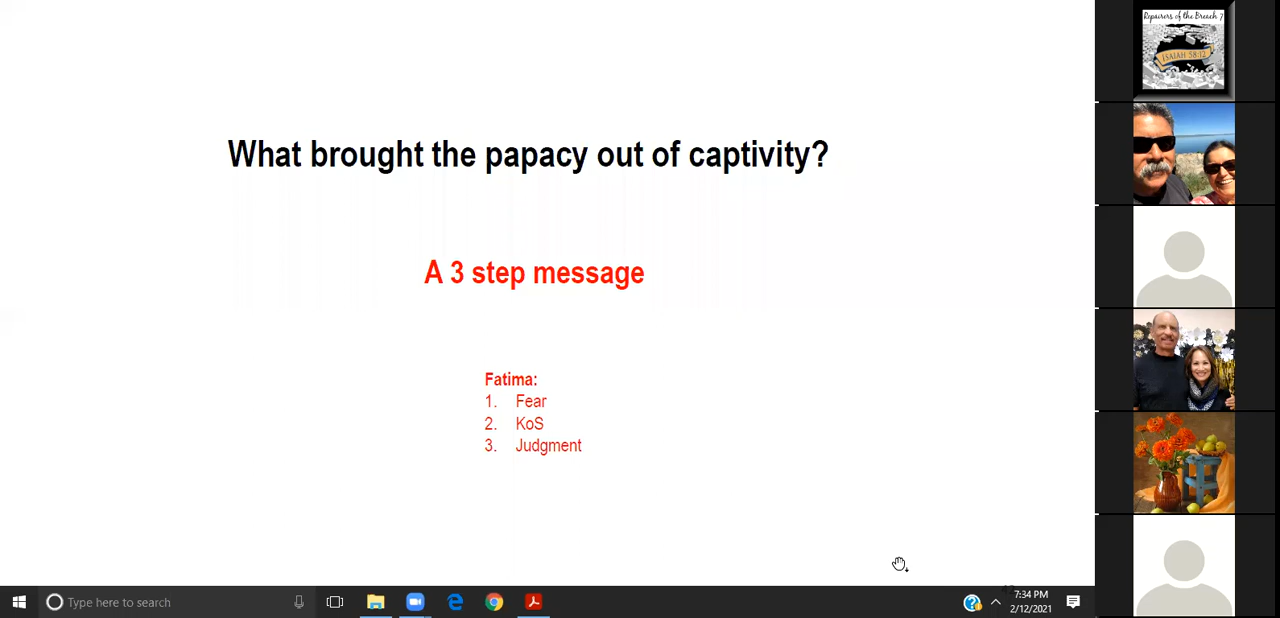 What brought the papacy out of captivity?
A 3 step message
Fatima:
1. Fear
2. KoS
3. Judgment
Repairers of the Breach 7
ISAIAH 58:12
Type here to search
7:34 PM
2/12/2021